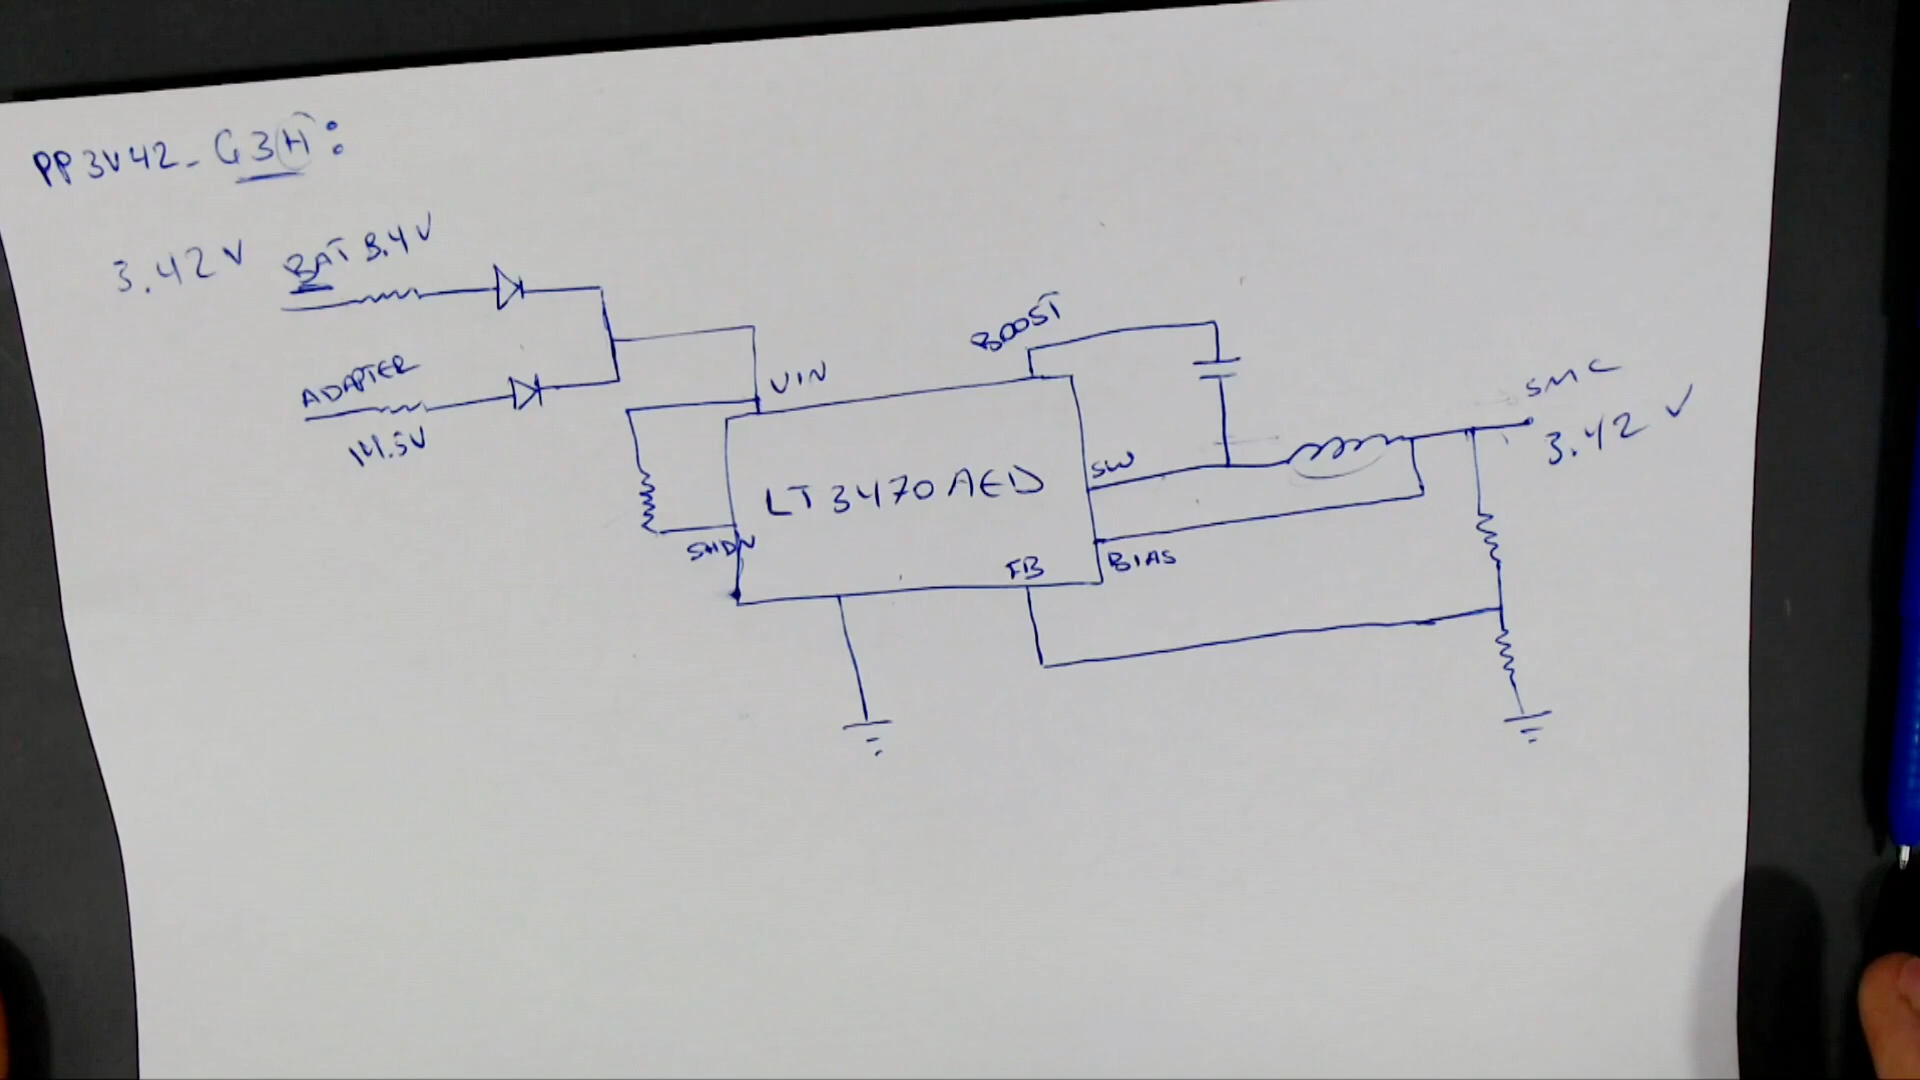 PP3V42_G3H:
3.42V
BAT 8.4V
ADAPTER
14.5V
VIN
BOOST
LT3470AED
SHDN
SW
BIAS
FB
SMC
3.42V